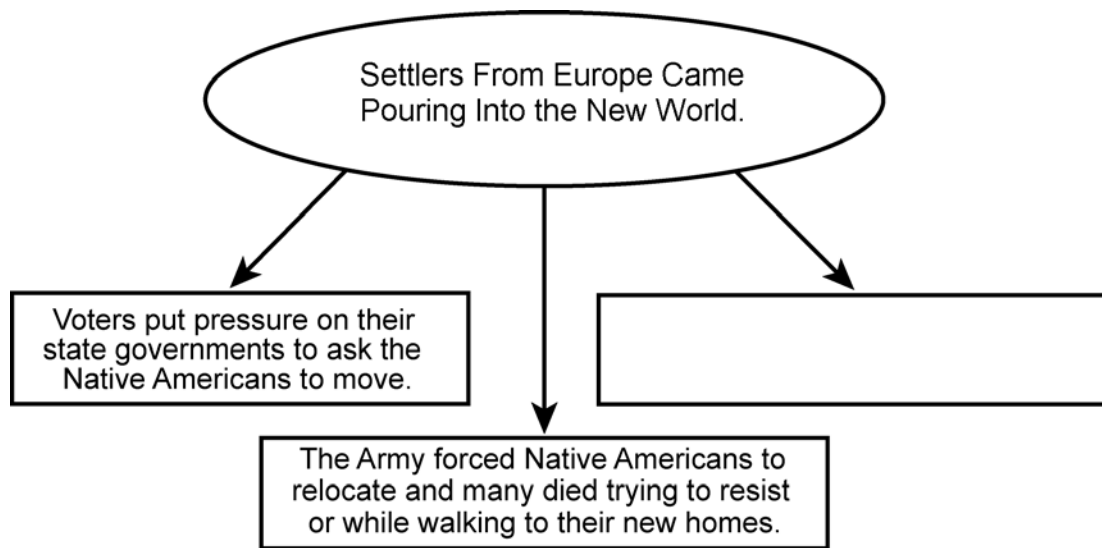 Settlers From Europe Came
Pouring Into the New World.
Voters put pressure on their
state governments to ask the
Native Americans to move.
The Army forced Native Americans to
relocate and many died trying to resist
or while walking to their new homes.